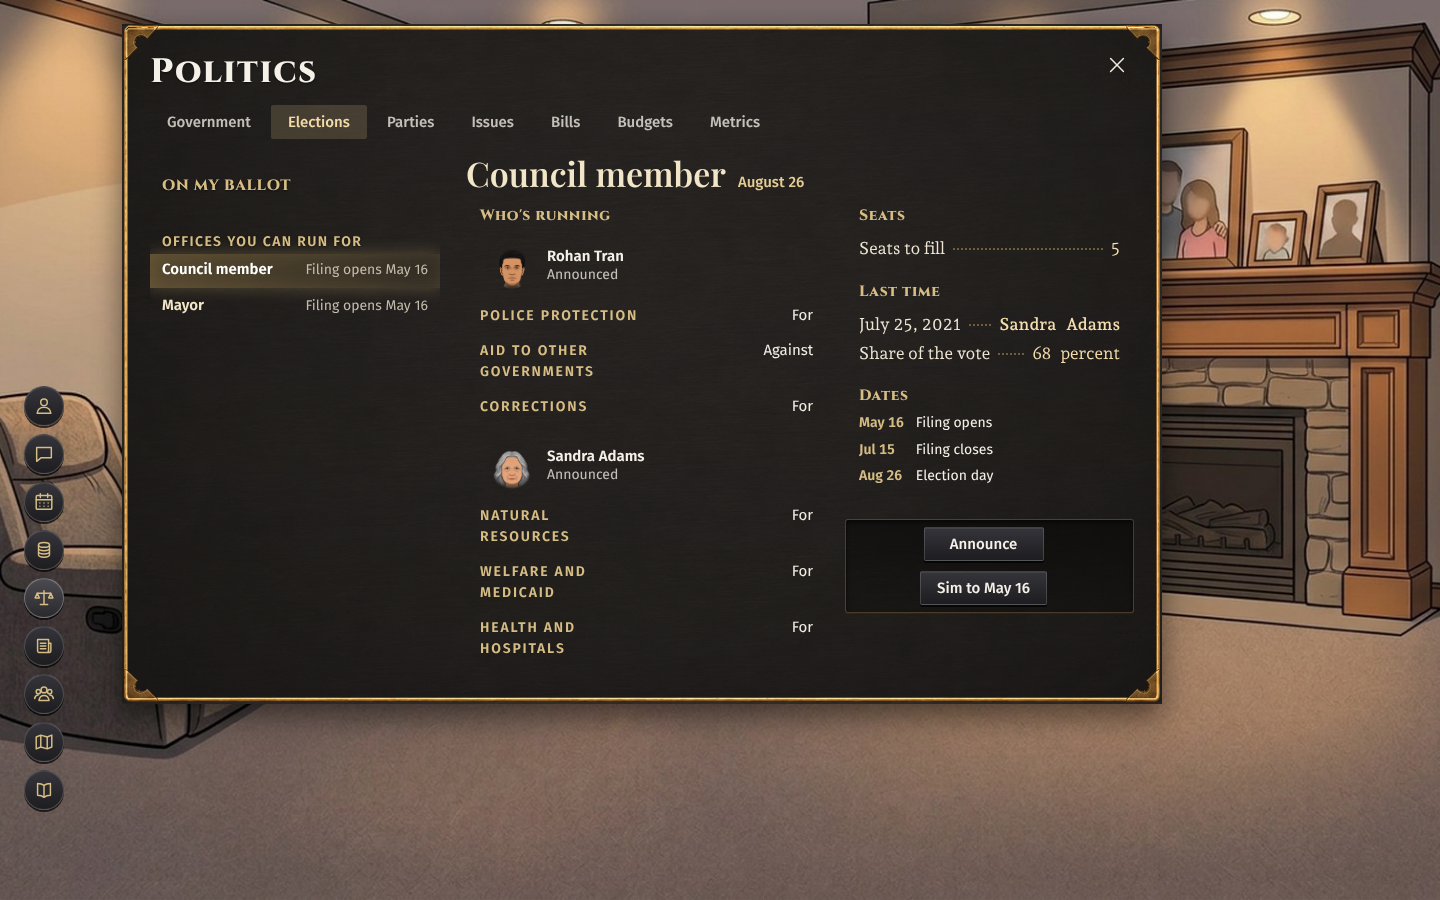 Politics
Government
Elections
Parties
Issues
Bills
Budgets
Metrics
On my ballot
OFFICES YOU CAN RUN FOR
Council member Filing opens May 16
Mayor Filing opens May 16
Council member August 26
Who's running
Rohan Tran
Announced
POLICE PROTECTION For
AID TO OTHER Against
GOVERNMENTS
CORRECTIONS For
Sandra Adams
Announced
NATURAL For
RESOURCES
WELFARE AND For
MEDICAID
HEALTH AND For
HOSPITALS
Seats
Seats to fill 5
Last time
July 25, 2021 Sandra Adams
Share of the vote 68 percent
Dates
May 16 Filing opens
Jul 15 Filing closes
Aug 26 Election day
Announce
Sim to May 16